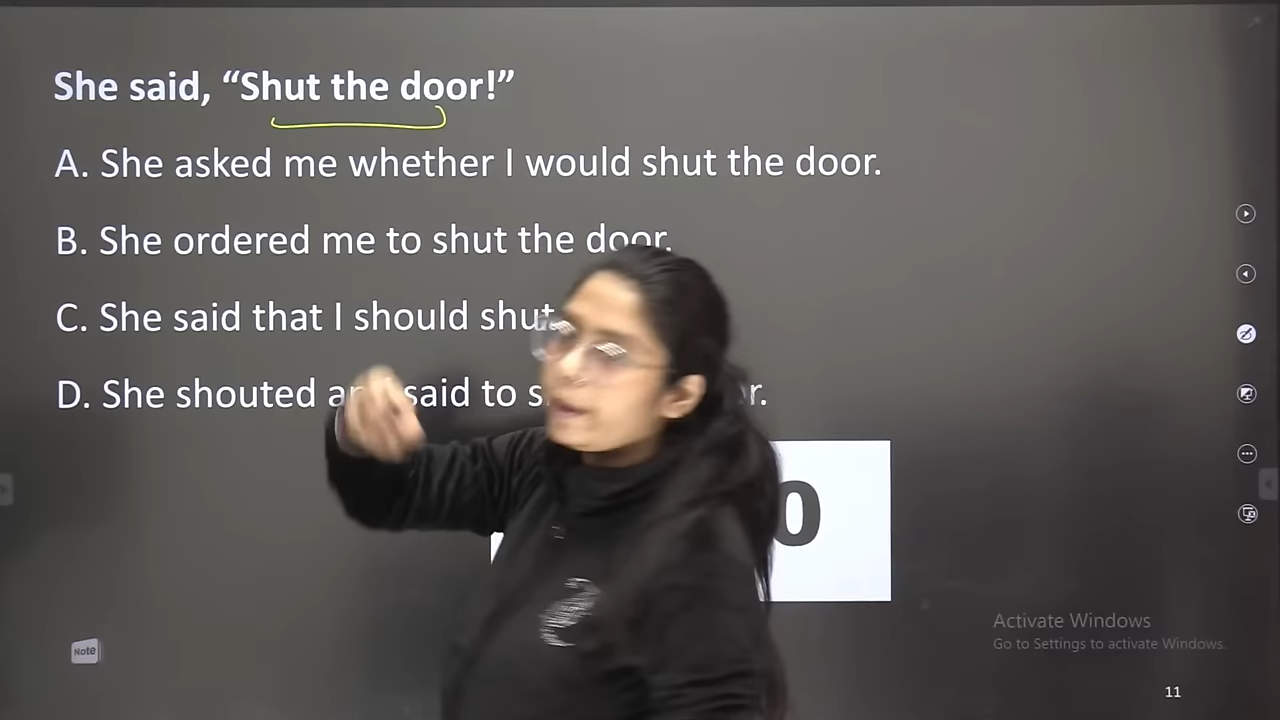 She said, “Shut the door!”
A. She asked me whether I would shut the door.
B. She ordered me to shut the door.
C. She said that I should shut
D. She shouted and said to
0
Activate Windows
Go to Settings to activate Windows.
Note
11